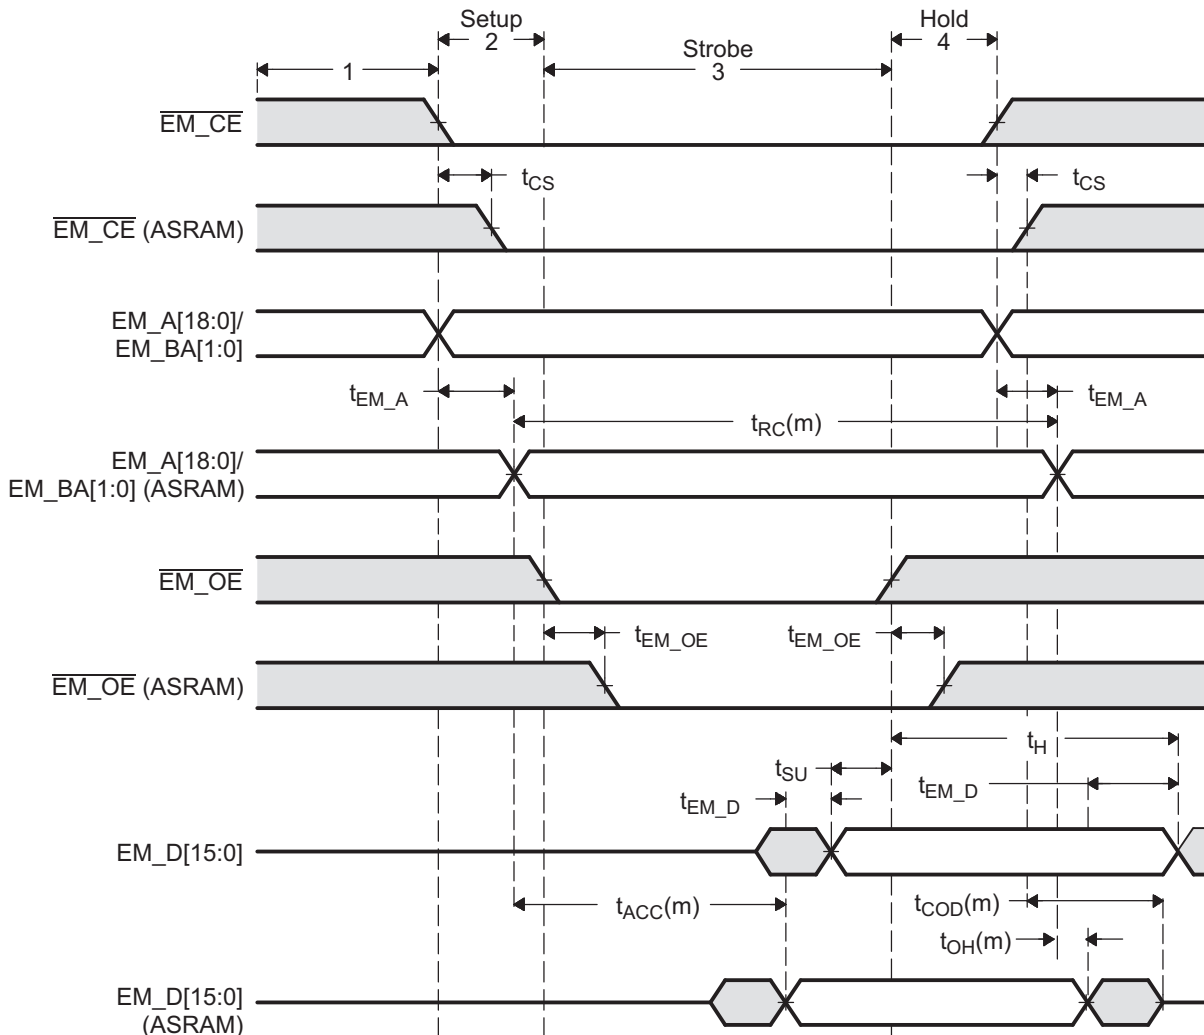 Setup
2
Hold
4
1
Strobe
3
EM_CE
tCS
tCS
EM_CE (ASRAM)
EM_A[18:0]/
EM_BA[1:0]
tEM_A
tEM_A
tRC(m)
EM_A[18:0]/
EM_BA[1:0] (ASRAM)
EM_OE
tEM_OE
tEM_OE
EM_OE (ASRAM)
tH
tSU
tEM_D
tEM_D
EM_D[15:0]
tACC(m)
tCOD(m)
tOH(m)
EM_D[15:0]
(ASRAM)